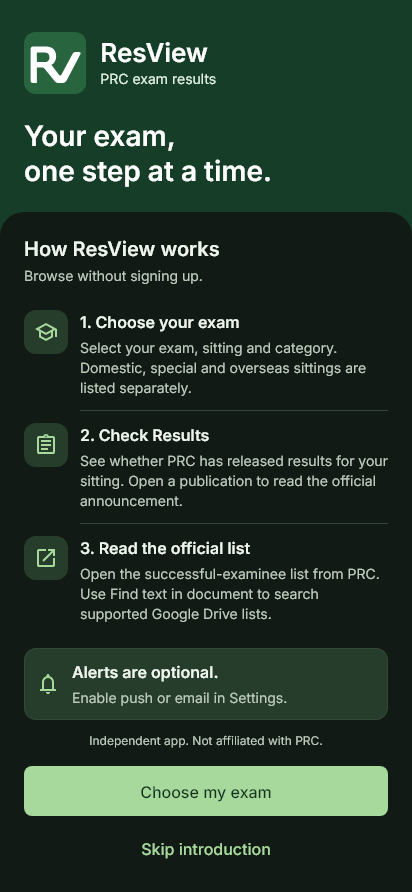 RV
ResView
PRC exam results
Your exam,
one step at a time.
How ResView works
Browse without signing up.
1. Choose your exam
Select your exam, sitting and category.
Domestic, special and overseas sittings are
listed separately.
2. Check Results
See whether PRC has released results for your
sitting. Open a publication to read the official
announcement.
3. Read the official list
Open the successful-examinee list from PRC.
Use Find text in document to search
supported Google Drive lists.
Alerts are optional.
Enable push or email in Settings.
Independent app. Not affiliated with PRC.
Choose my exam
Skip introduction